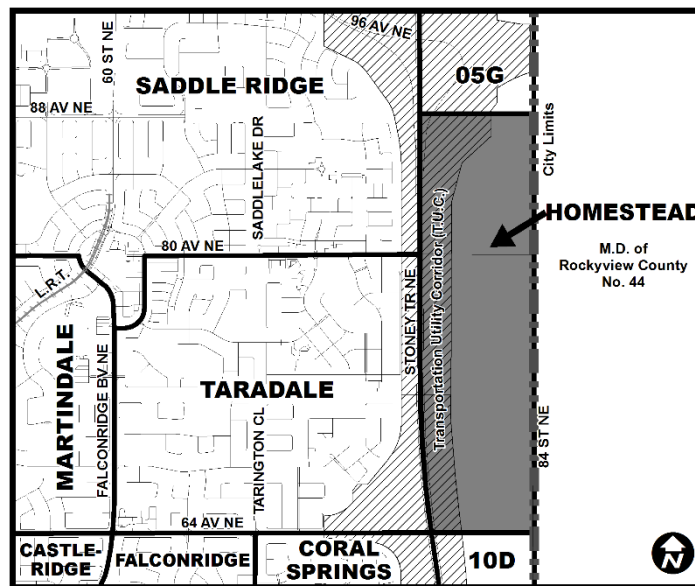 96 AV NE
60 ST NE
SADDLE RIDGE
05G
88 AV NE
SADDLELAKE DR
City Limits
HOMESTEAD
80 AV NE
M.D. of
Rockyview County
No. 44
L.R.T.
STONEY TR NE
Transportation Utility Corridor (T.U.C.)
MARTINDALE
FALCONRIDGE BV NE
TARADALE
TARINGTON CL
84 ST NE
64 AV NE
CASTLE-
RIDGE
FALCONRIDGE
CORAL
SPRINGS
10D
N